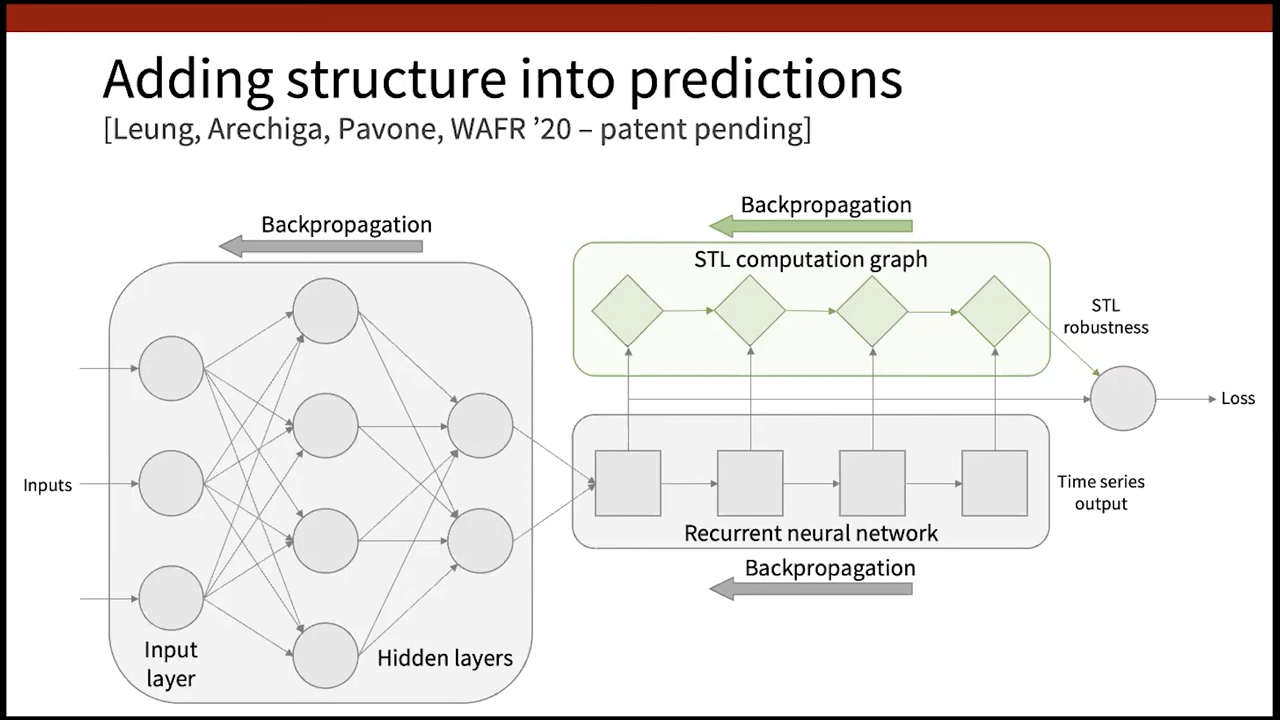 Adding structure into predictions
[Leung, Arechiga, Pavone, WAFR ’20 – patent pending]
Backpropagation
Backpropagation
STL computation graph
STL
robustness
Loss
Inputs
Time series
output
Recurrent neural network
Backpropagation
Input
layer
Hidden layers